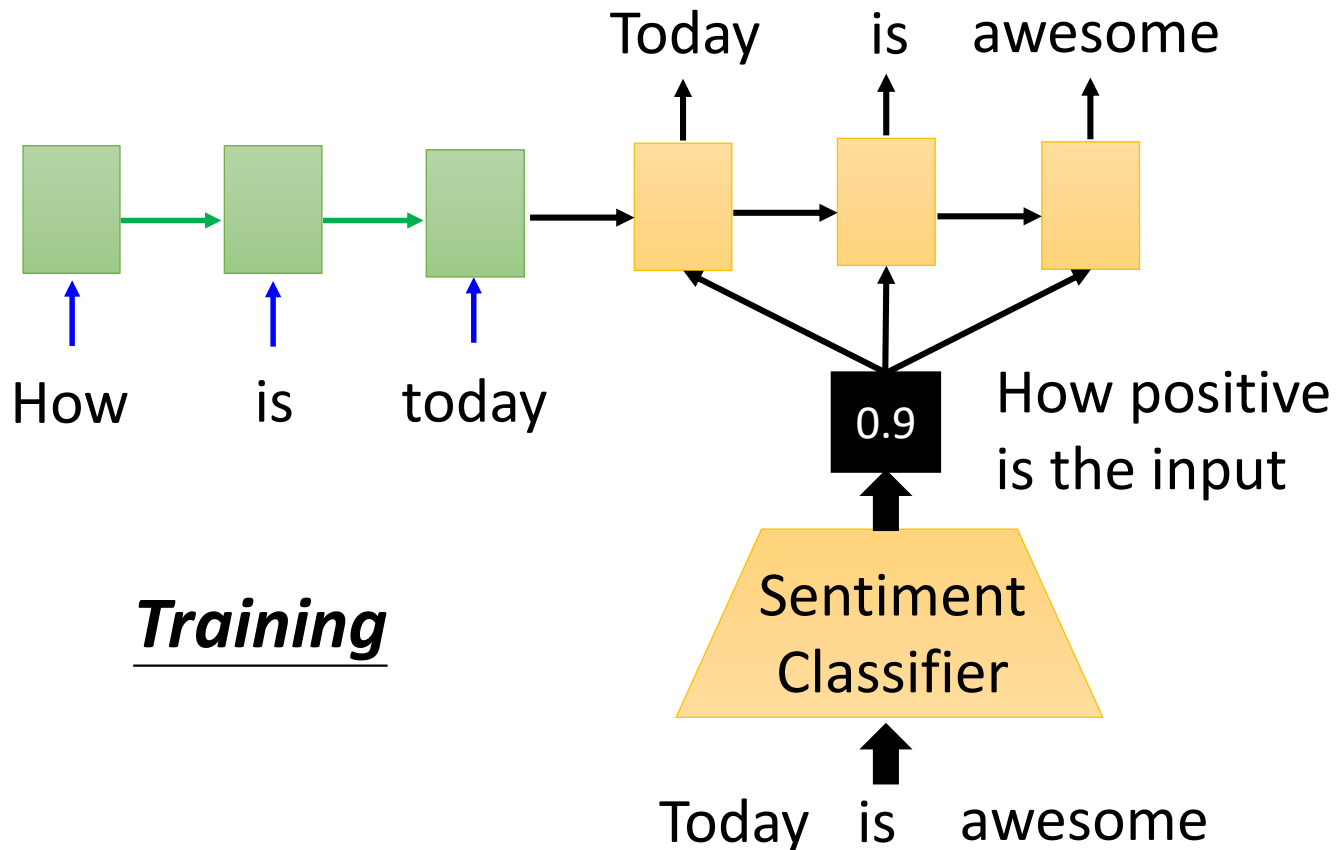 Today is awesome
How is today
0.9
How positive
is the input
Training
Sentiment
Classifier
Today is awesome